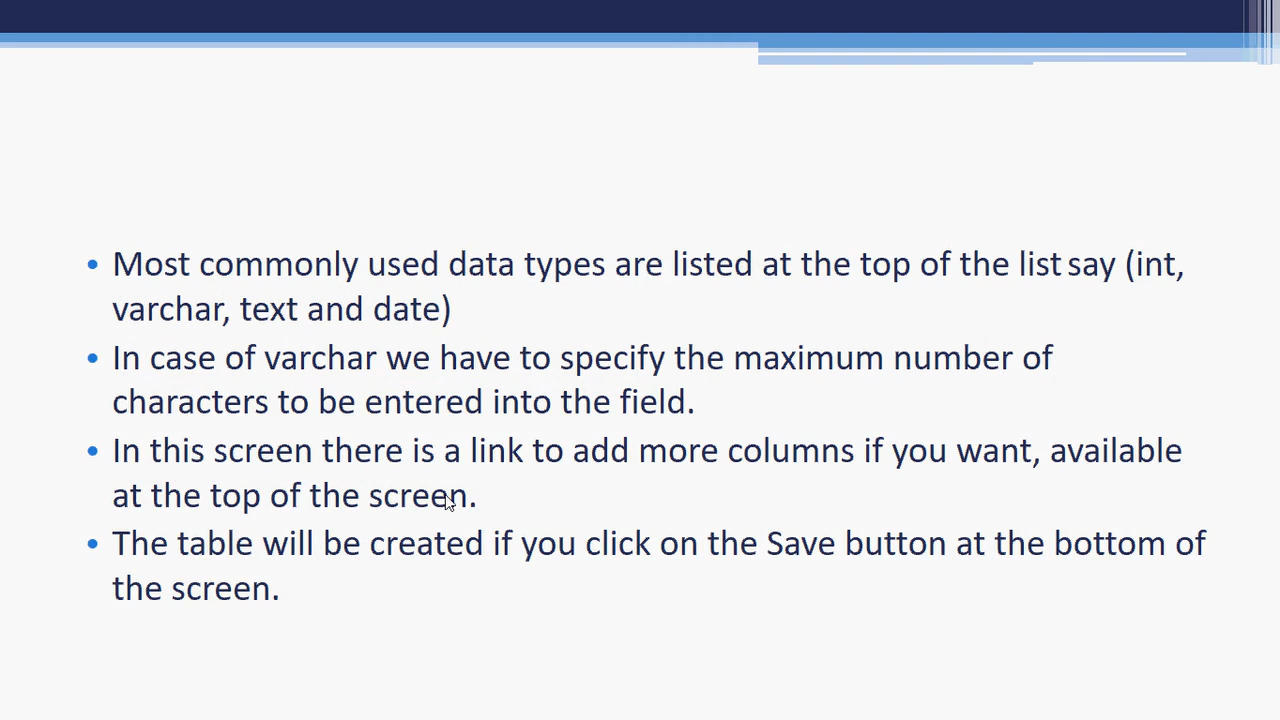 • Most commonly used data types are listed at the top of the list say (int,
varchar, text and date)
• In case of varchar we have to specify the maximum number of
characters to be entered into the field.
• In this screen there is a link to add more columns if you want, available
at the top of the screen.
• The table will be created if you click on the Save button at the bottom of
the screen.